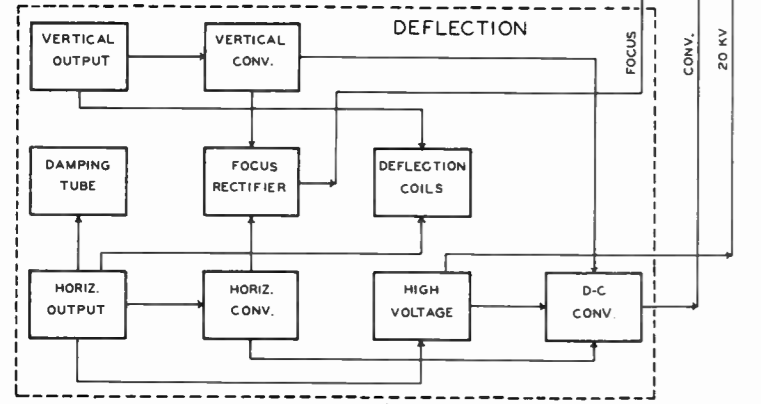 DEFLECTION
VERTICAL
OUTPUT
VERTICAL
CONV.
FOCUS
CONV.
20 KV
DAMPING
TUBE
FOCUS
RECTIFIER
DEFLECTION
COILS
HORIZ.
OUTPUT
HORIZ.
CONV.
HIGH
VOLTAGE
D-C
CONV.